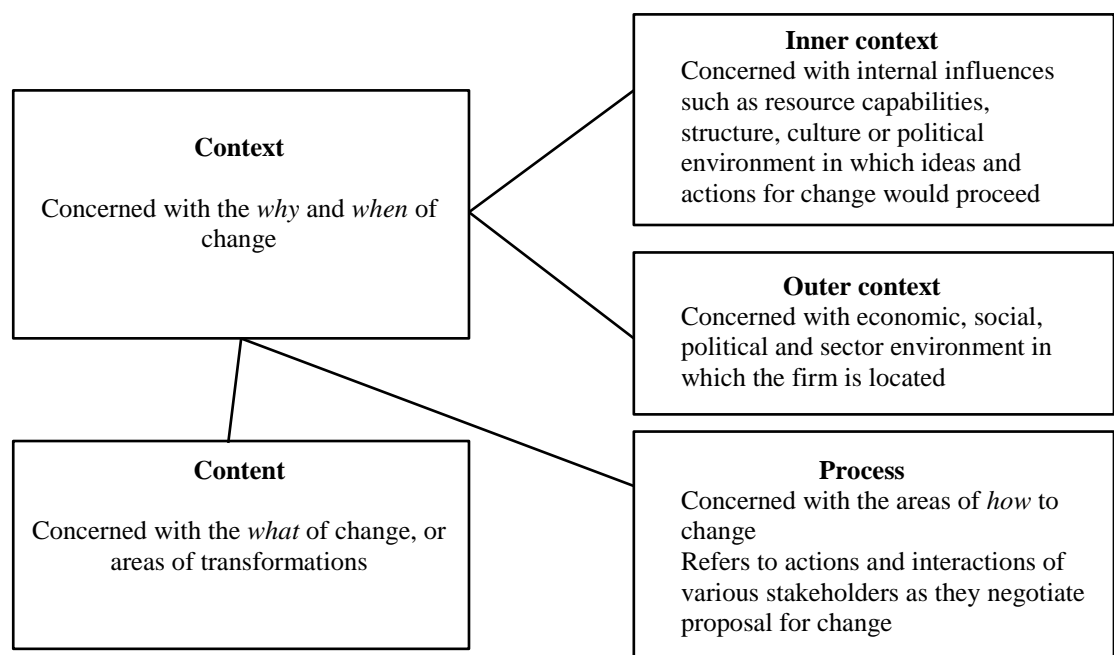 Context
Concerned with the why and when of
change
Inner context
Concerned with internal influences
such as resource capabilities,
structure, culture or political
environment in which ideas and
actions for change would proceed
Outer context
Concerned with economic, social,
political and sector environment in
which the firm is located
Content
Concerned with the what of change, or
areas of transformations
Process
Concerned with the areas of how to
change
Refers to actions and interactions of
various stakeholders as they negotiate
proposal for change